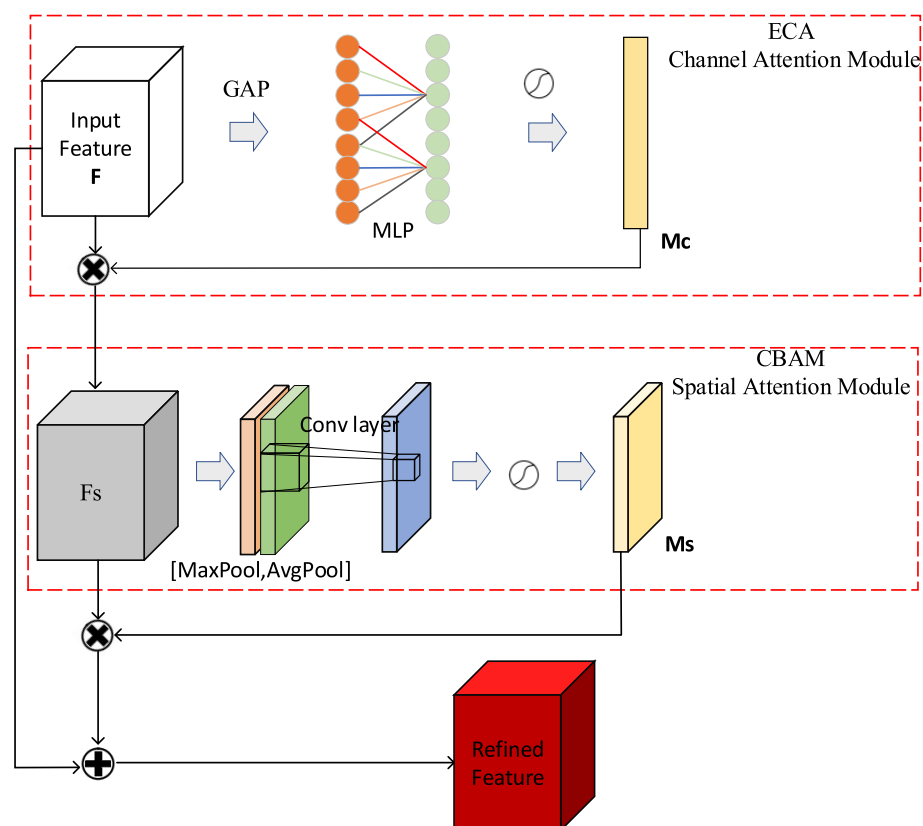 ECA
Channel Attention Module
GAP
Input
Feature
F
MLP
Mc
CBAM
Spatial Attention Module
Conv layer
Fs
Ms
[MaxPool,AvgPool]
Refined
Feature